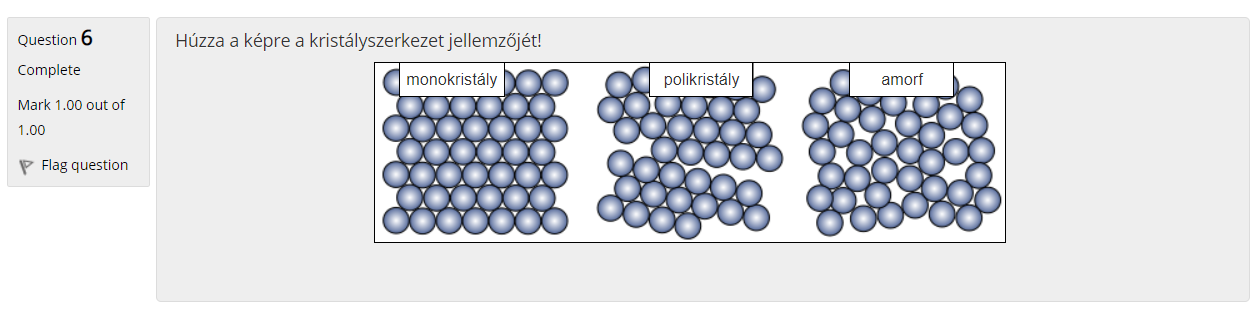 Question 6
Complete
Mark 1.00 out of
1.00
Flag question
Húzza a képre a kristályszerkezet jellemzőjét!
monokristály
polikristály
amorf